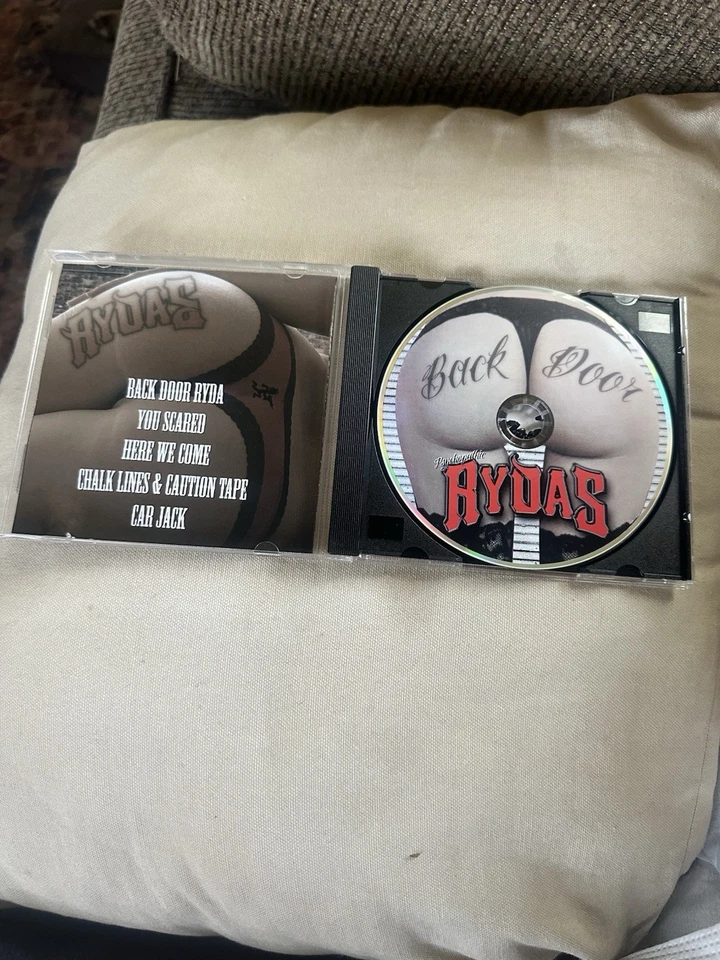 RYDAS
BACK DOOR RYDA
YOU SCARED
HERE WE COME
CHALK LINES & CAUTION TAPE
CAR JACK
Back Door
Psychopathic
RYDAS